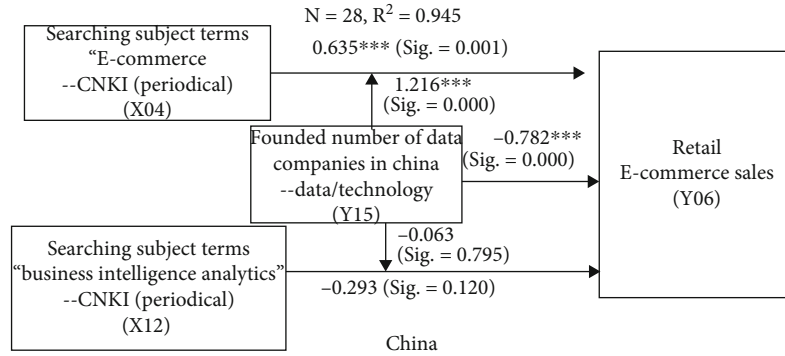 N = 28, R² = 0.945
Searching subject terms
“E-commerce
--CNKI (periodical)
(X04)
0.635*** (Sig. = 0.001)
1.216***
(Sig. = 0.000)
Founded number of data
companies in china
--data/technology
(Y15)
–0.782***
(Sig. = 0.000)
Retail
E-commerce sales
(Y06)
–0.063
(Sig. = 0.795)
Searching subject terms
“business intelligence analytics”
--CNKI (periodical)
(X12)
–0.293 (Sig. = 0.120)
China